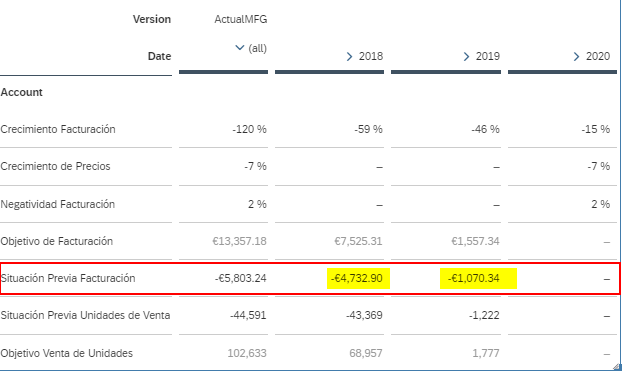 Version ActualMFG
Date (all) 2018 2019 2020
Account
Crecimiento Facturación -120 % -59 % -46 % -15 %
Crecimiento de Precios -7 % – – -7 %
Negatividad Facturación 2 % – – 2 %
Objetivo de Facturación €13,357.18 €7,525.31 €1,557.34 –
Situación Previa Facturación -€5,803.24 -€4,732.90 -€1,070.34 –
Situación Previa Unidades de Venta -44,591 -43,369 -1,222 –
Objetivo Venta de Unidades 102,633 68,957 1,777 –